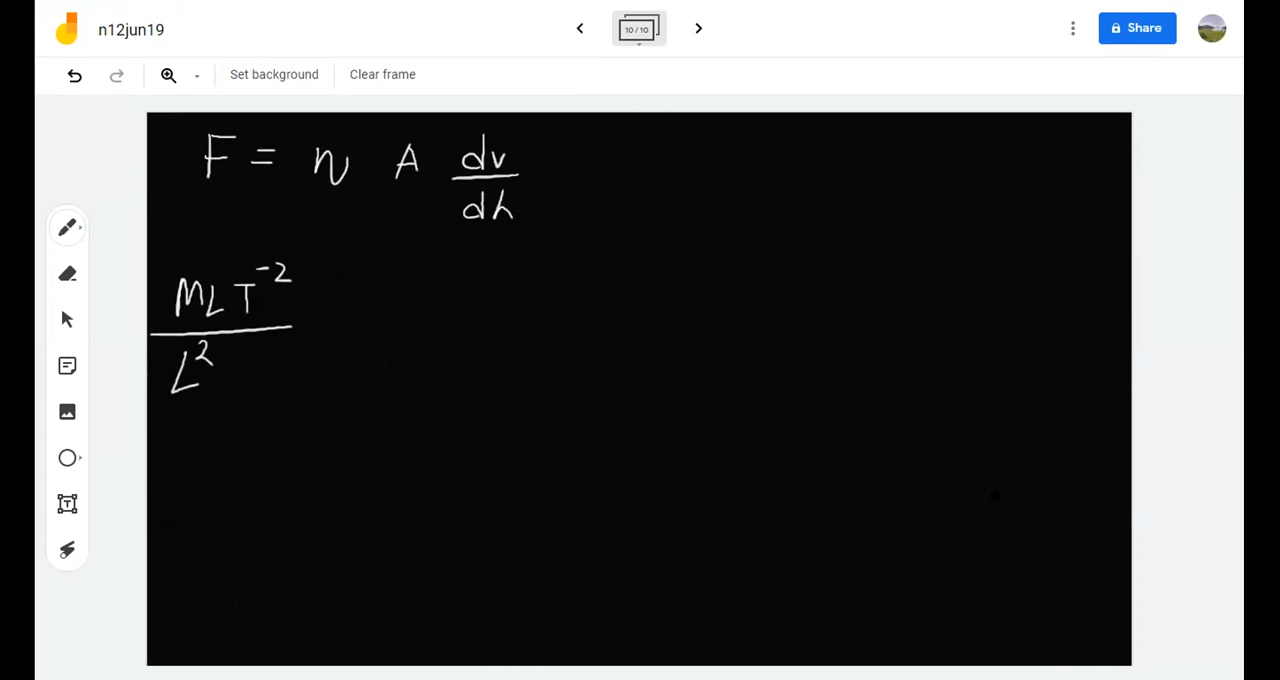 n12jun19
10 / 10
Share
Set background
Clear frame
F = η A dv/dh
MLT⁻²/L²